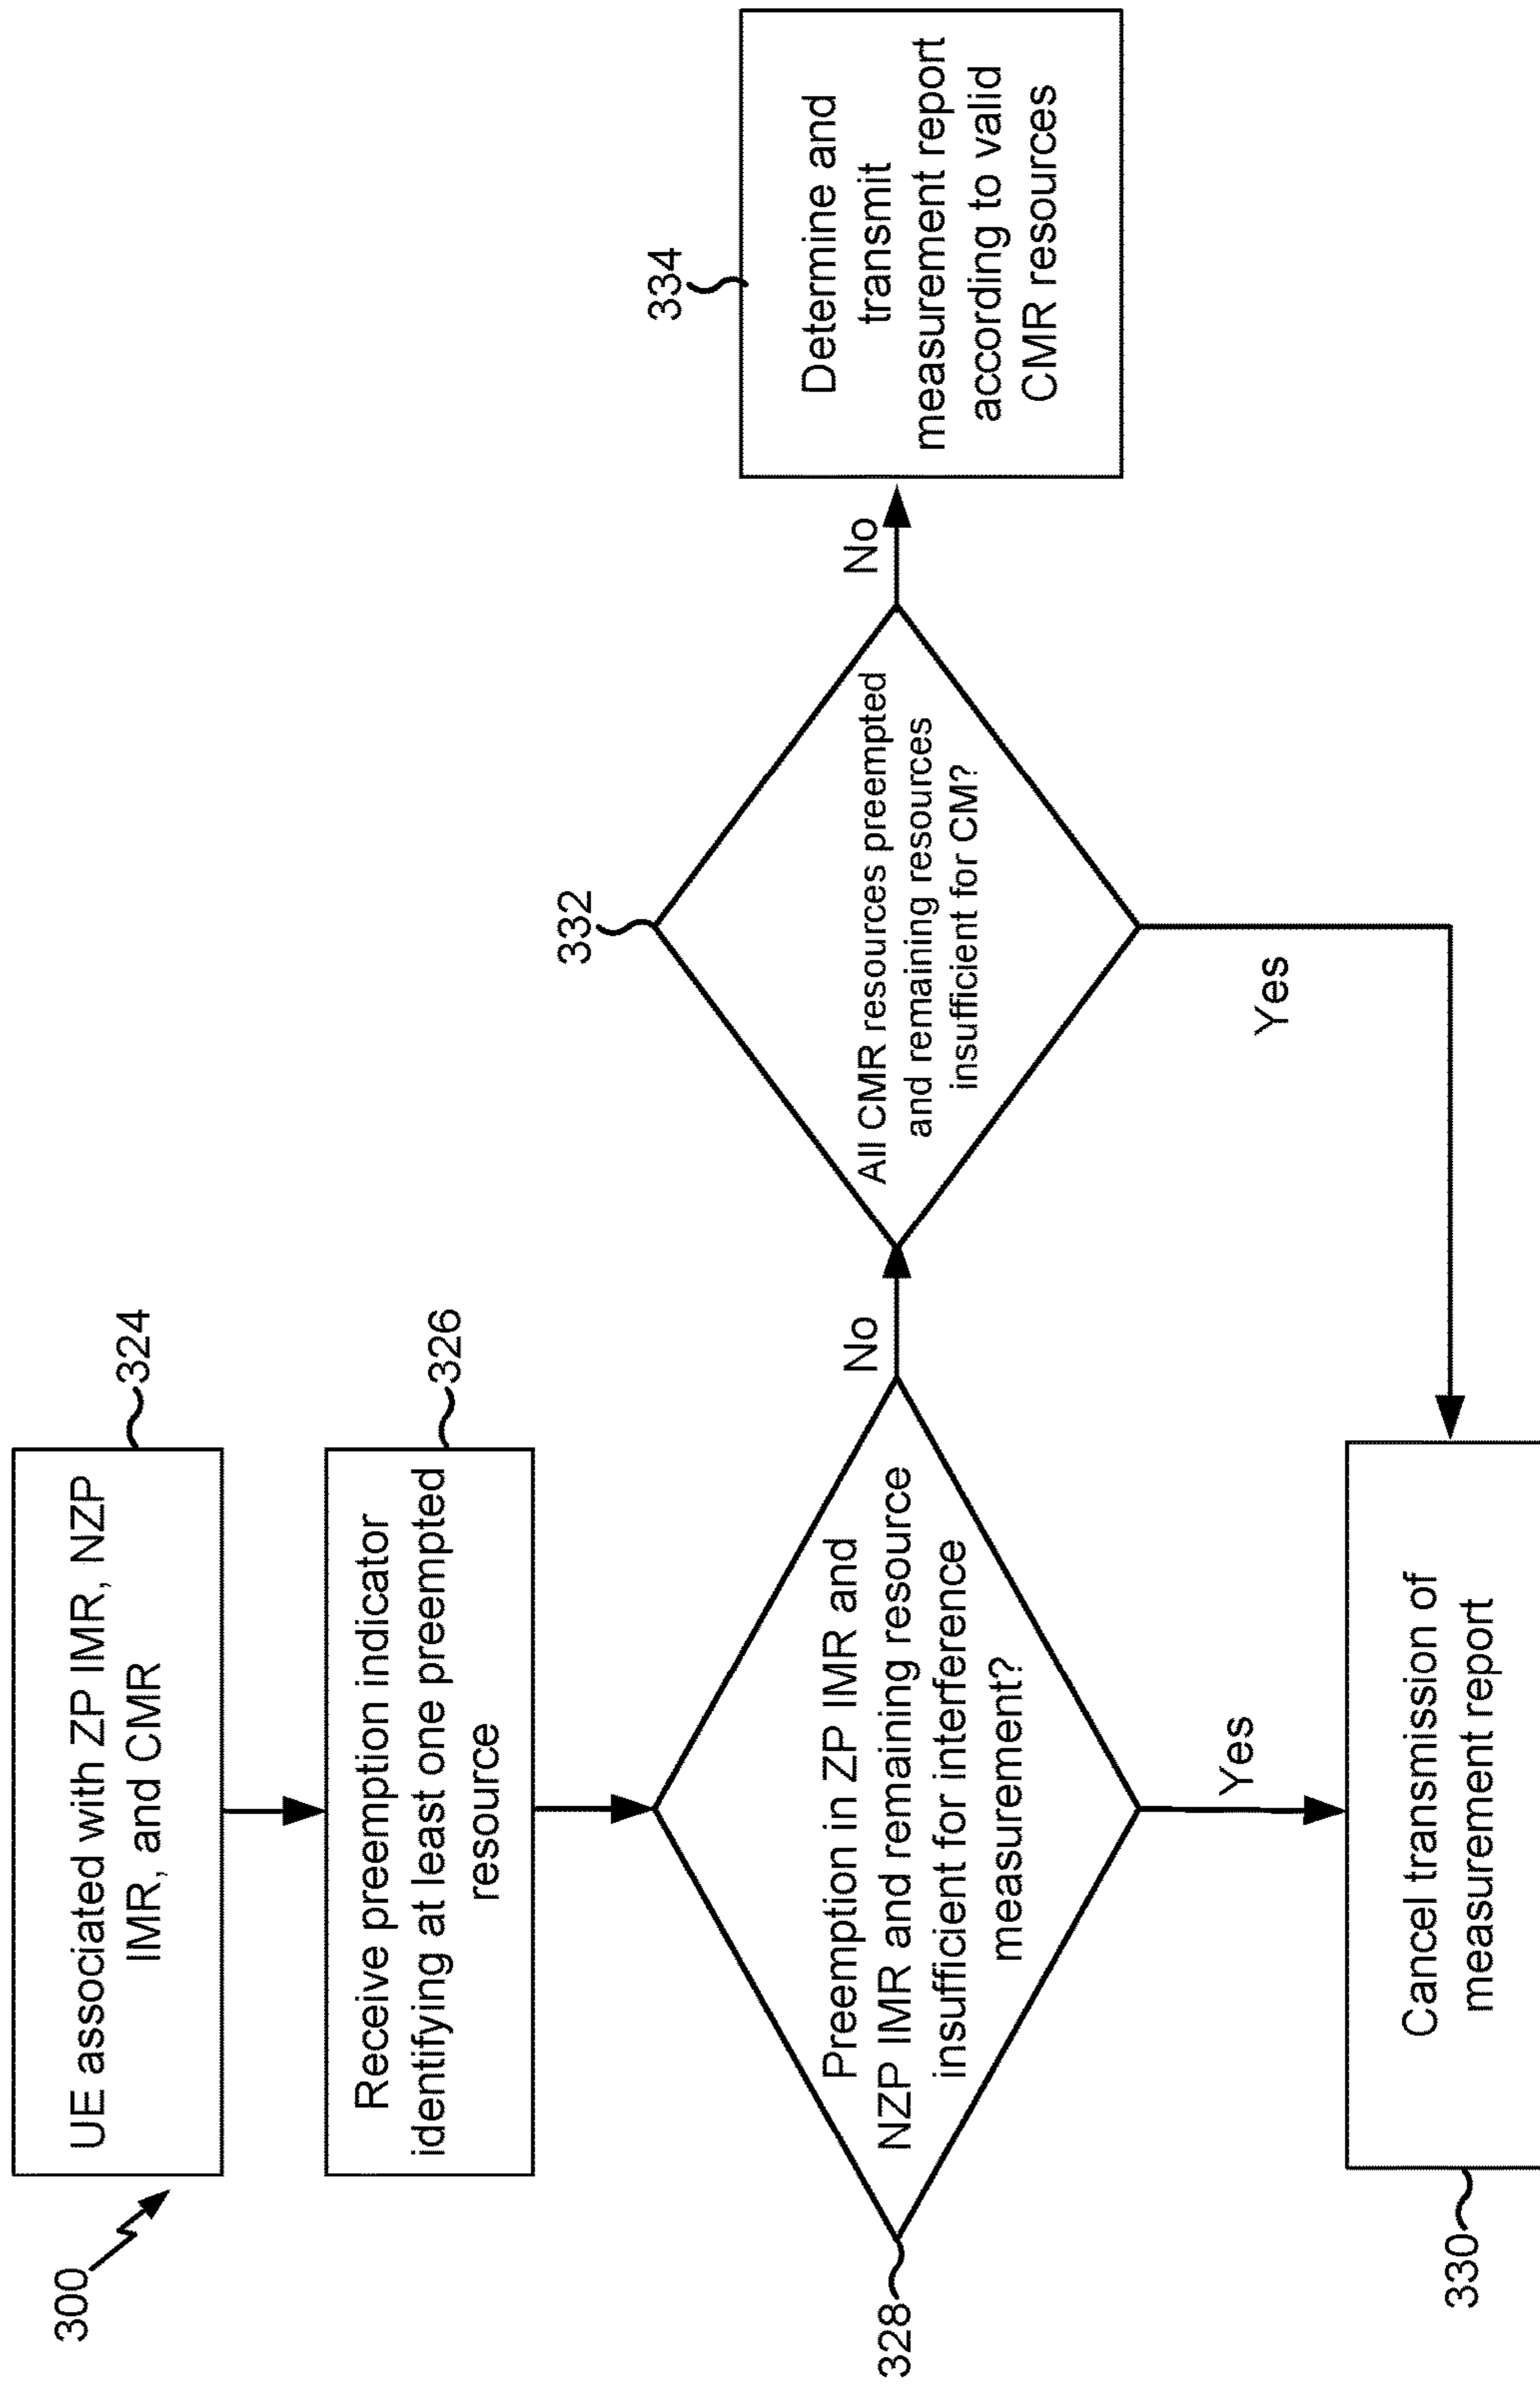 300
324
UE associated with ZP IMR, NZP
IMR, and CMR
326
Receive preemption indicator
identifying at least one preempted
resource
328
Preemption in ZP IMR and
NZP IMR and remaining resource
insufficient for interference
measurement?
No
Yes
332
All CMR resources preempted
and remaining resources
insufficient for CM?
No
Yes
334
Determine and
transmit
measurement report
according to valid
CMR resources
330
Cancel transmission of
measurement report